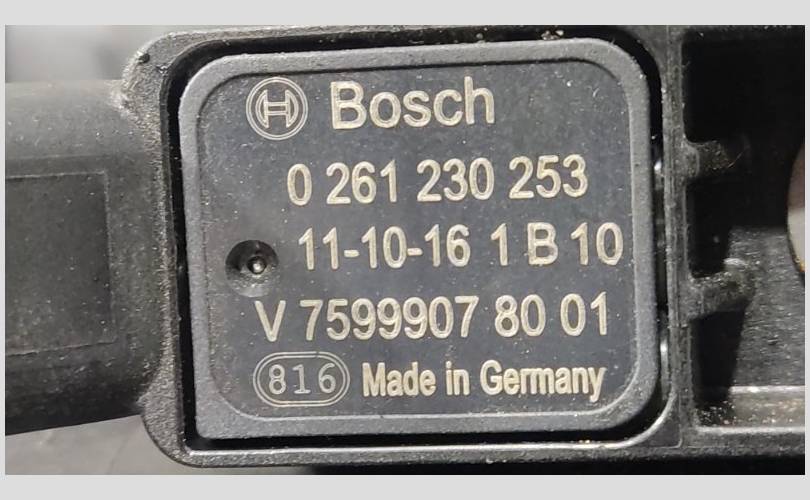 Bosch
0 261 230 253
11-10-16 1 B 10
V 7599907 80 01
816 Made in Germany